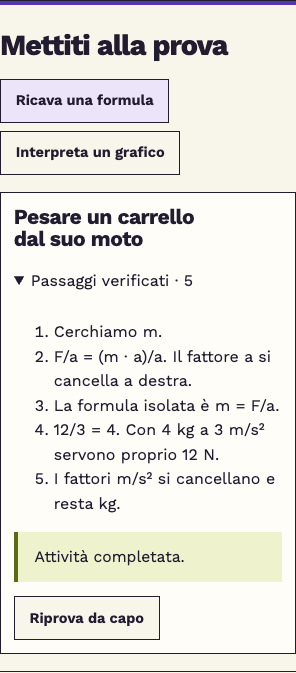 Mettiti alla prova
Ricava una formula
Interpreta un grafico
Pesare un carrello
dal suo moto
▼ Passaggi verificati · 5
1. Cerchiamo m.
2. F/a = (m · a)/a. Il fattore a si
cancella a destra.
3. La formula isolata è m = F/a.
4. 12/3 = 4. Con 4 kg a 3 m/s²
servono proprio 12 N.
5. I fattori m/s² si cancellano e
resta kg.
Attività completata.
Riprova da capo